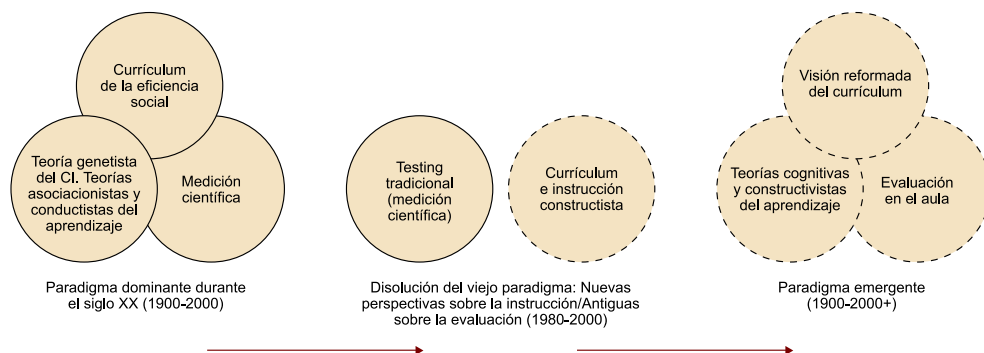 Currículum
de la eficiencia
social
Teoría genetista
del CI. Teorías
asociacionistas y
conductistas del
aprendizaje
Medición
científica
Paradigma dominante durante
el siglo XX (1900-2000)
Testing
tradicional
(medición
científica)
Currículum
e instrucción
constructista
Disolución del viejo paradigma: Nuevas
perspectivas sobre la instrucción/Antiguas
sobre la evaluación (1980-2000)
Visión reformada
del currículum
Teorías cognitivas
y constructivistas
del aprendizaje
Evaluación
en el aula
Paradigma emergente
(1900-2000+)